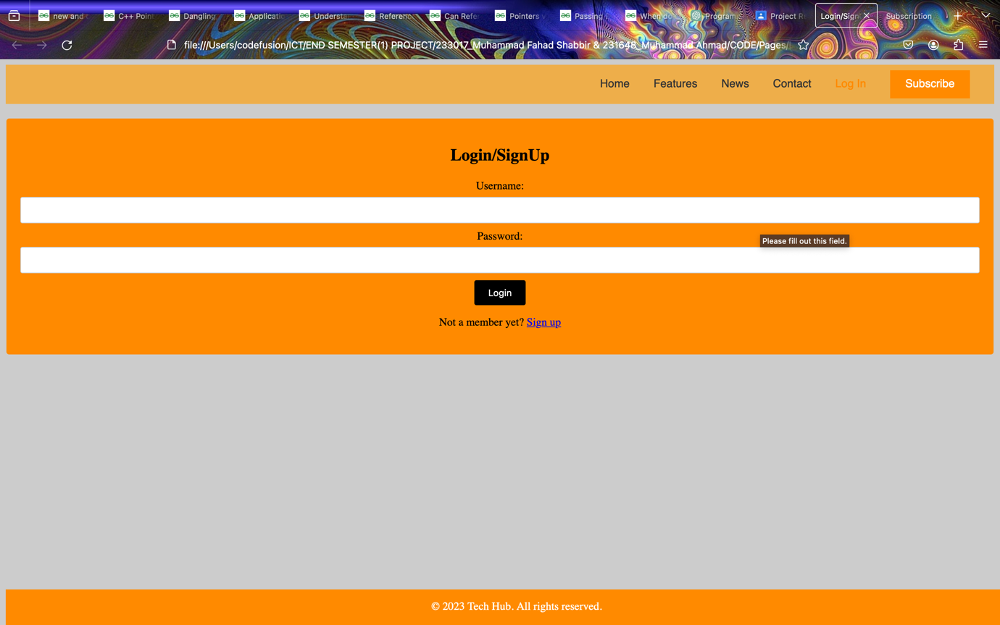 new and
C++ Point
Dangling
Applicatio
Understa
Referenc
Can Refer
Pointers v
Passing
When do
Program
Project Re
Login/Sign
Subscription
file:///Users/codefusion/ICT/END SEMESTER(1) PROJECT/233017_Muhammad Fahad Shabbir & 231648_Muhammad Ahmad/CODE/Pages/
Home Features News Contact Log In Subscribe
Login/SignUp
Username:
Password:
Please fill out this field.
Login
Not a member yet? Sign up
© 2023 Tech Hub. All rights reserved.